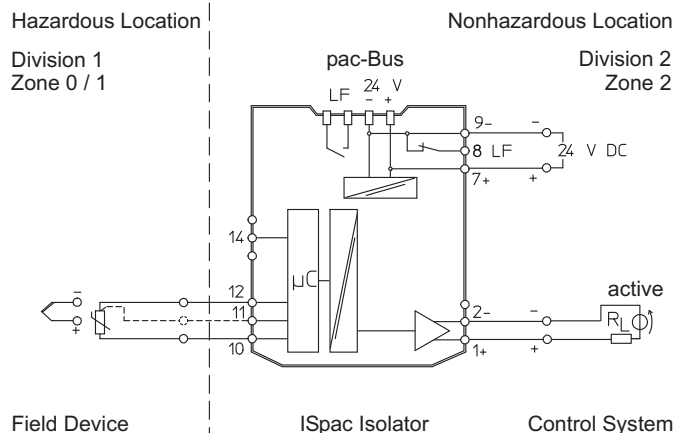 Hazardous Location
Nonhazardous Location
Division 1
Zone 0 / 1
pac-Bus
Division 2
Zone 2
LF
24 V
- +
9-
-
8 LF
24 V DC
7+
+
14
µC
12
11
10
-
+
2-
-
active
RL
1+
+
Field Device
ISpac Isolator
Control System